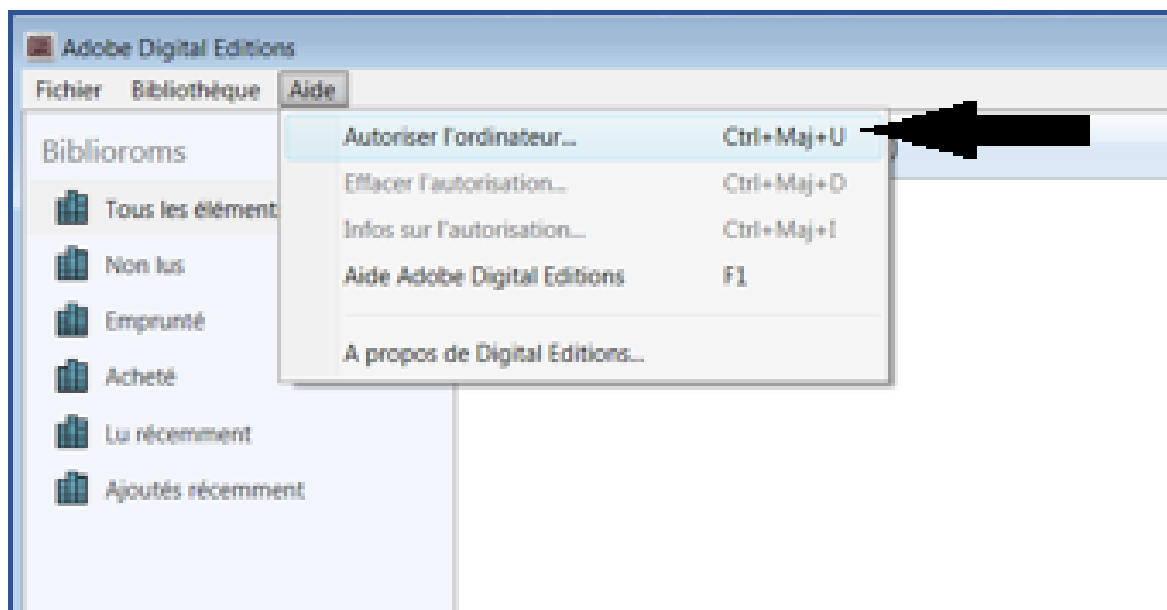 Adobe Digital Editions
Fichier Bibliothèque Aide
Autoriser l'ordinateur... Ctrl+Maj+U
Effacer l'autorisation... Ctrl+Maj+D
Infos sur l'autorisation... Ctrl+Maj+I
Aide Adobe Digital Editions F1
A propos de Digital Editions...
Biblioroms
Tous les élément
Non lus
Emprunté
Acheté
Lu récemment
Ajoutés récemment